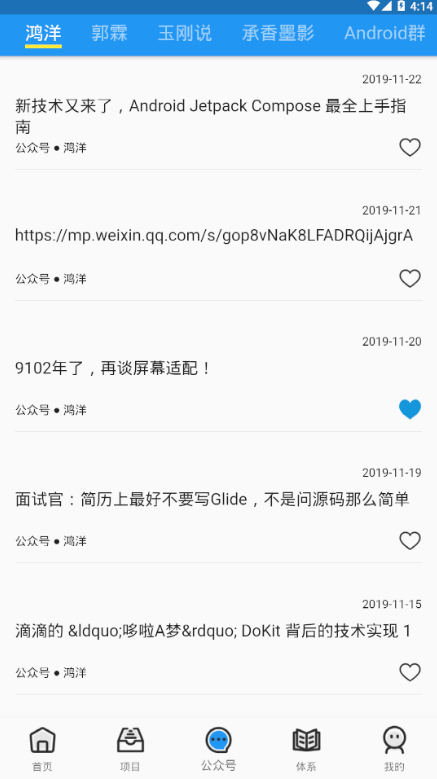 4:14
鸿洋 郭霖 玉刚说 承香墨影 Android群
2019-11-22
新技术又来了，Android Jetpack Compose 最全上手指
南
公众号 ● 鸿洋
2019-11-21
https://mp.weixin.qq.com/s/gop8vNaK8LFADRQijAjgrA
公众号 ● 鸿洋
2019-11-20
9102年了，再谈屏幕适配！
公众号 ● 鸿洋
2019-11-19
面试官：简历上最好不要写Glide，不是问源码那么简单
公众号 ● 鸿洋
2019-11-15
滴滴的 &ldquo;哆啦A梦&rdquo; DoKit 背后的技术实现 1
公众号 ● 鸿洋
首页 项目 公众号 体系 我的